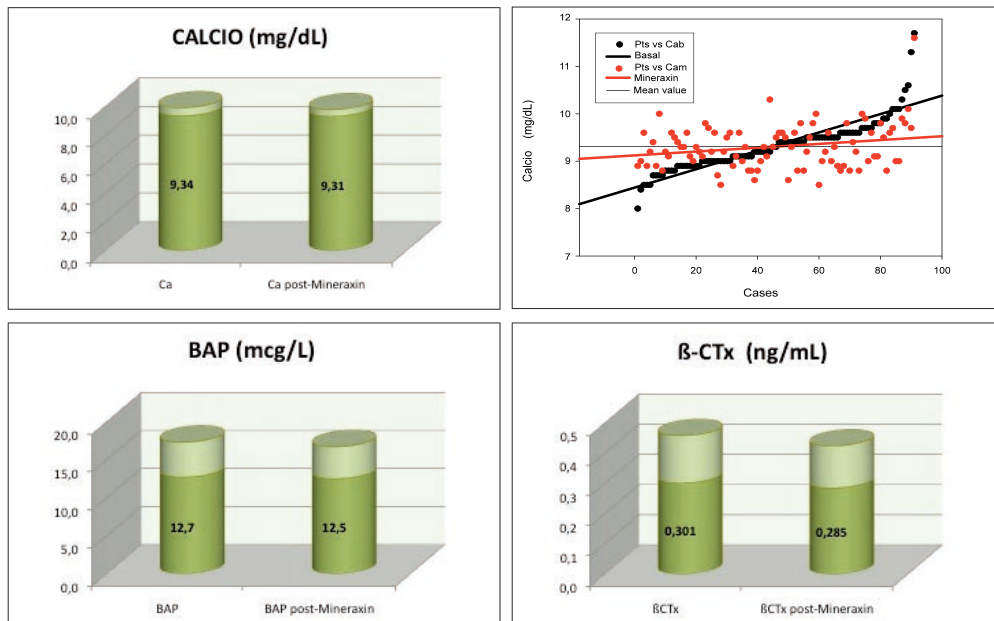 CALCIO (mg/dL)
10,0
8,0
6,0
4,0
2,0
0,0
9,34
9,31
Ca
Ca post-Mineraxin
12
11
10
9
8
7
Calcio (mg/dL)
Pts vs Cab
Basal
Pts vs Cam
Mineraxin
Mean value
0
20
40
60
80
100
Cases
BAP (mcg/L)
20,0
15,0
10,0
5,0
0,0
12,7
12,5
BAP
BAP post-Mineraxin
ß-CTx (ng/mL)
0,5
0,4
0,3
0,2
0,1
0,0
0,301
0,285
ßCTx
ßCTx post-Mineraxin